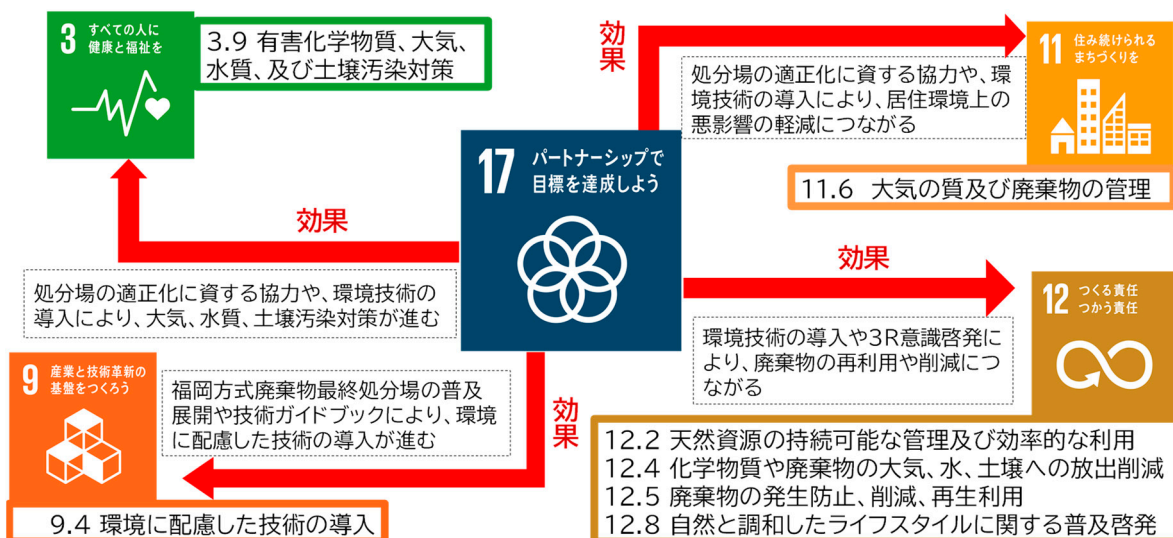 3 すべての人に
健康と福祉を
3.9 有害化学物質、大気、
水質、及び土壌汚染対策
効果
処分場の適正化に資する協力や、環
境技術の導入により、居住環境上の
悪影響の軽減につながる
11 住み続けられる
まちづくりを
11.6 大気の質及び廃棄物の管理
17 パートナーシップで
目標を達成しよう
効果
処分場の適正化に資する協力や、環境技術の
導入により、大気、水質、土壌汚染対策が進む
効果
環境技術の導入や3R意識啓発に
より、廃棄物の再利用や削減につ
ながる
12 つくる責任
つかう責任
9 産業と技術革新の
基盤をつくろう
福岡方式廃棄物最終処分場の普及
展開や技術ガイドブックにより、環境
に配慮した技術の導入が進む
効果
9.4 環境に配慮した技術の導入
12.2 天然資源の持続可能な管理及び効率的な利用
12.4 化学物質や廃棄物の大気、水、土壌への放出削減
12.5 廃棄物の発生防止、削減、再生利用
12.8 自然と調和したライフスタイルに関する普及啓発